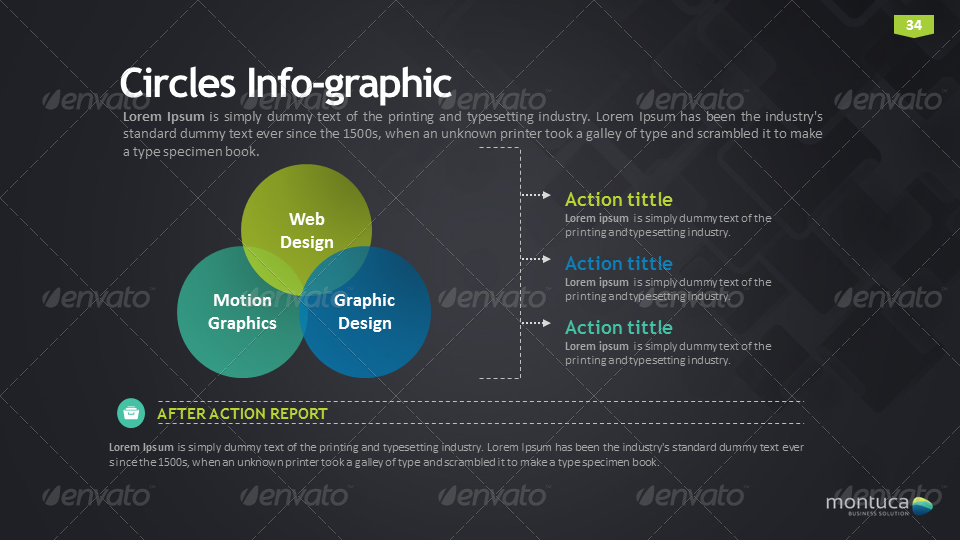 34
Circles Info-graphic
Lorem Ipsum is simply dummy text of the printing and typesetting industry. Lorem Ipsum has been the industry's
standard dummy text ever since the 1500s, when an unknown printer took a galley of type and scrambled it to make
a type specimen book.
Web
Design
Motion
Graphics
Graphic
Design
Action tittle
Lorem ipsum is simply dummy text of the
printing and typesetting industry.
Action tittle
Lorem ipsum is simply dummy text of the
printing and typesetting industry.
Action tittle
Lorem ipsum is simply dummy text of the
printing and typesetting industry.
AFTER ACTION REPORT
Lorem Ipsum is simply dummy text of the printing and typesetting industry. Lorem Ipsum has been the industry's standard dummy text ever
since the 1500s, when an unknown printer took a galley of type and scrambled it to make a type specimen book.
montuca
BUSINESS SOLUTION
envato envato envato envato envato
envato envato envato envato envato
envato envato envato envato